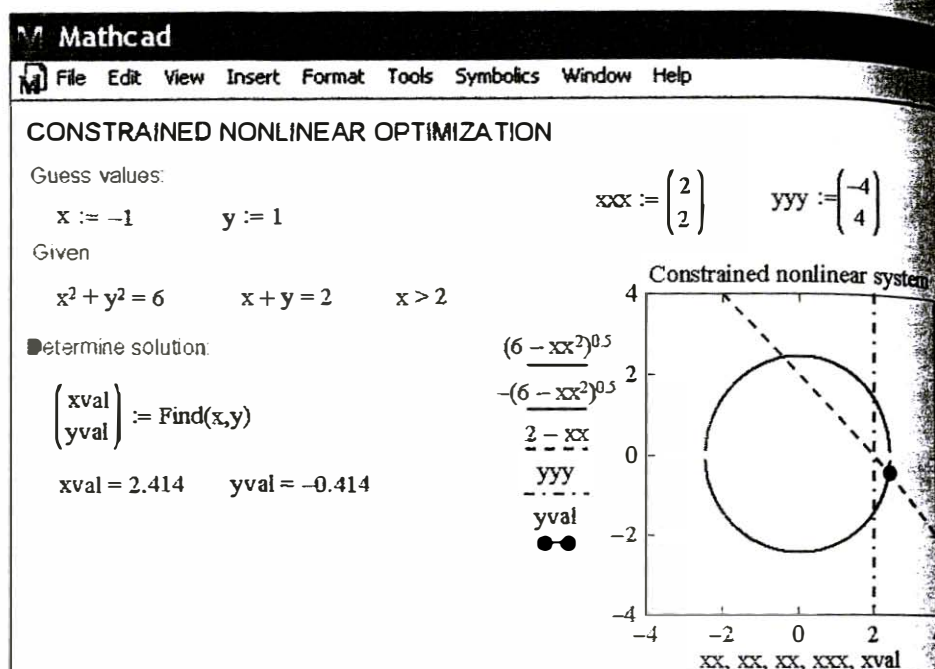 Mathcad
File Edit View Insert Format Tools Symbolics Window Help
CONSTRAINED NONLINEAR OPTIMIZATION
Guess values:
x := −1 y := 1
xxx := (2 2) yyy := (−4 4)
Given
x² + y² = 6 x + y = 2 x > 2
Determine solution:
(xval yval) := Find(x,y)
xval = 2.414 yval = −0.414
Constrained nonlinear system
(6 − xx²)^0.5
−(6 − xx²)^0.5
2 − xx
yyy
yval
4
2
0
−2
−4
−4 −2 0 2
xx, xx, xx, xxx, xval